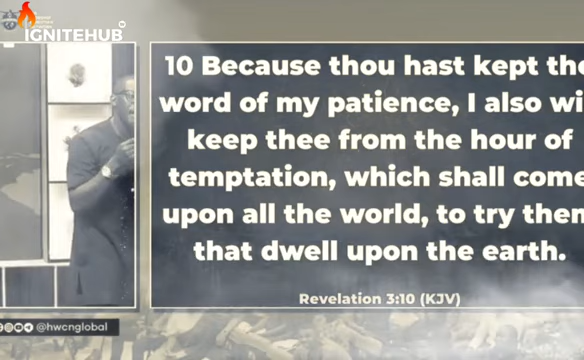 IGNITEHUB
10 Because thou hast kept the
word of my patience, I also wi
keep thee from the hour of
temptation, which shall come
upon all the world, to try them
that dwell upon the earth.
Revelation 3:10 (KJV)
@hwcnglobal